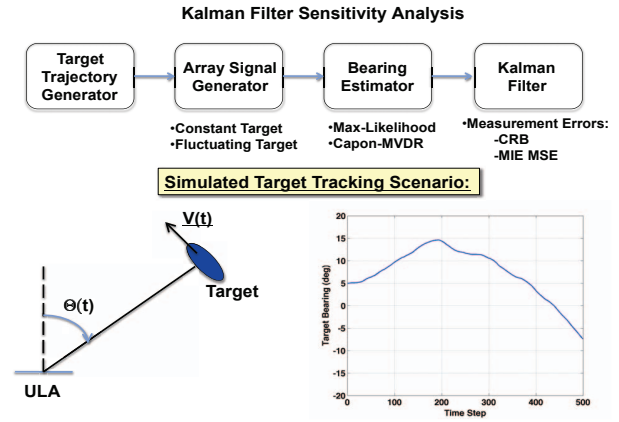 Kalman Filter Sensitivity Analysis
Target
Trajectory
Generator
Array Signal
Generator
Bearing
Estimator
Kalman
Filter
•Constant Target
•Fluctuating Target
•Max-Likelihood
•Capon-MVDR
•Measurement Errors:
-CRB
-MIE MSE
Simulated Target Tracking Scenario:
V(t)
Target
Θ(t)
ULA
20
15
10
5
0
-5
-10
-15
-20
Target Bearing (deg)
0 100 200 300 400 500
Time Step